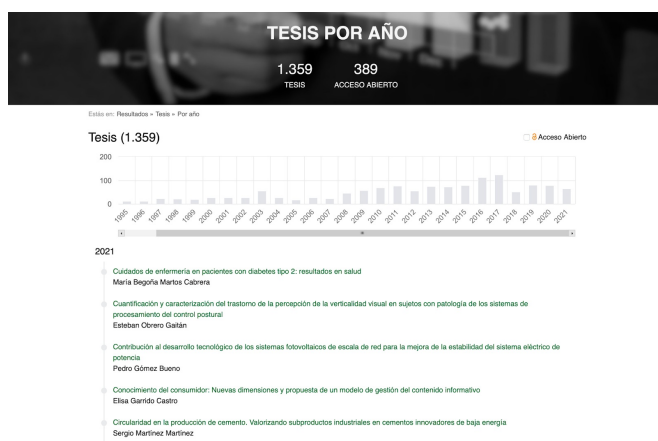 TESIS POR AÑO
1.359 389
TESIS ACCESO ABIERTO
Estás en: Resultados » Tesis » Por año
Tesis (1.359)
Acceso Abierto
200
100
0
1995 1996 1997 1998 1999 2000 2001 2002 2003 2004 2005 2006 2007 2008 2009 2010 2011 2012 2013 2014 2015 2016 2017 2018 2019 2020 2021
2021
Cuidados de enfermería en pacientes con diabetes tipo 2: resultados en salud
María Begoña Martos Cabrera
Cuantificación y caracterización del trastorno de la percepción de la verticalidad visual en sujetos con patología de los sistemas de
procesamiento del control postural
Esteban Obrero Gaitán
Contribución al desarrollo tecnológico de los sistemas fotovoltaicos de escala de red para la mejora de la estabilidad del sistema eléctrico de
potencia
Pedro Gómez Bueno
Conocimiento del consumidor: Nuevas dimensiones y propuesta de un modelo de gestión del contenido informativo
Elisa Garrido Castro
Circularidad en la producción de cemento. Valorizando subproductos industriales en cementos innovadores de baja energía
Sergio Martínez Martínez